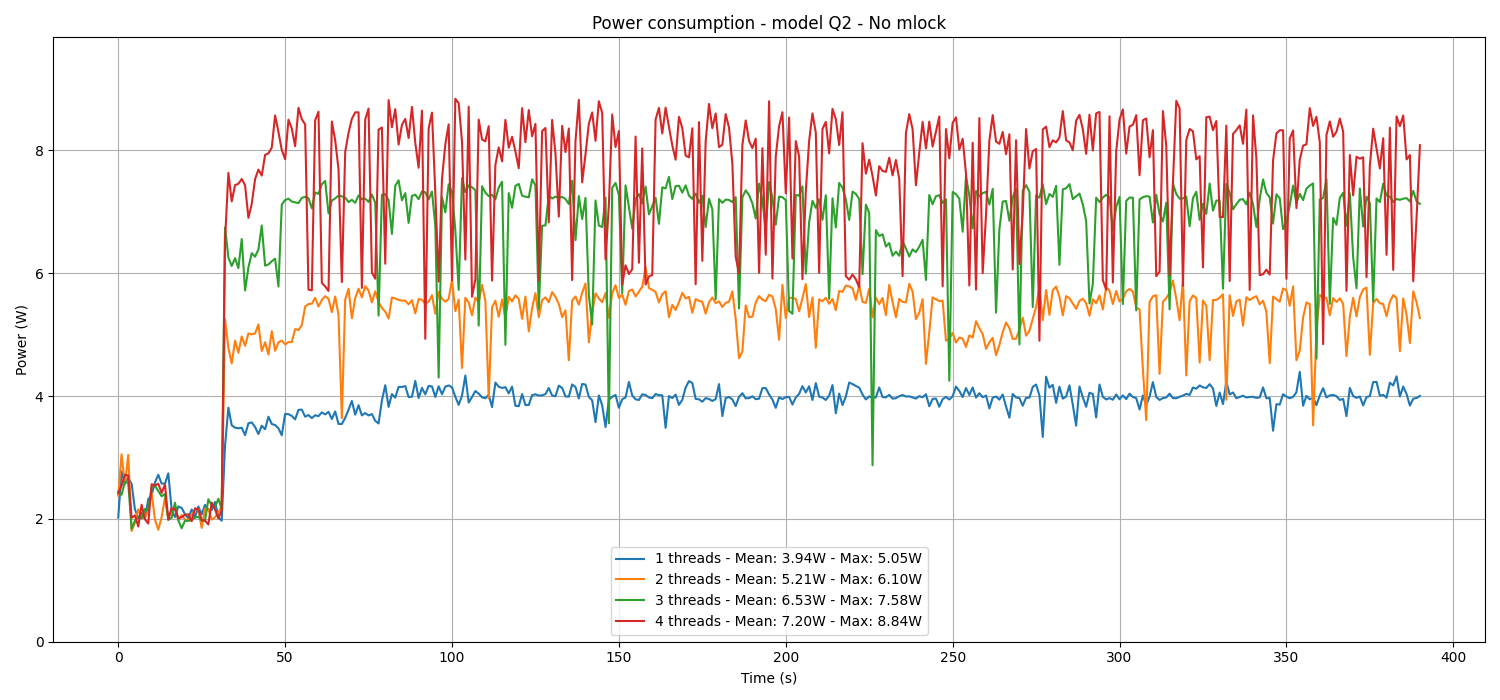 Power consumption - model Q2 - No mlock
Power (W)
8
6
4
2
0
1 threads - Mean: 3.94W - Max: 5.05W
2 threads - Mean: 5.21W - Max: 6.10W
3 threads - Mean: 6.53W - Max: 7.58W
4 threads - Mean: 7.20W - Max: 8.84W
0 50 100 150 200 250 300 350 400
Time (s)